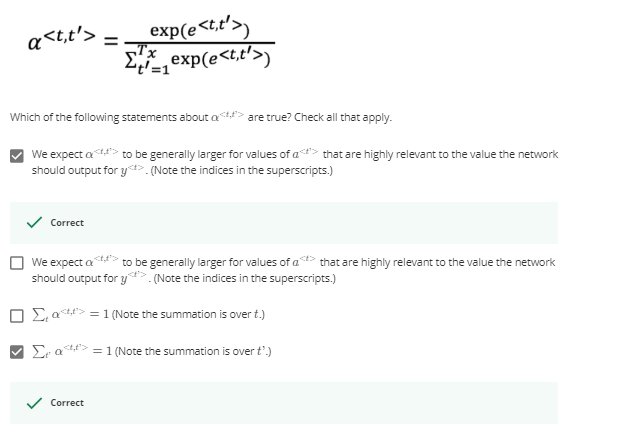 α<t,t'> = exp(e<t,t'>) / Σ_{t'=1}^{Tx} exp(e<t,t'>)
Which of the following statements about α<t,t'> are true? Check all that apply.
We expect α<t,t'> to be generally larger for values of a<t'> that are highly relevant to the value the network
should output for y<t>. (Note the indices in the superscripts.)
Correct
We expect α<t,t'> to be generally larger for values of a<t> that are highly relevant to the value the network
should output for y<t'>. (Note the indices in the superscripts.)
Σ_t α<t,t'> = 1 (Note the summation is over t.)
Σ_t' α<t,t'> = 1 (Note the summation is over t'.)
Correct